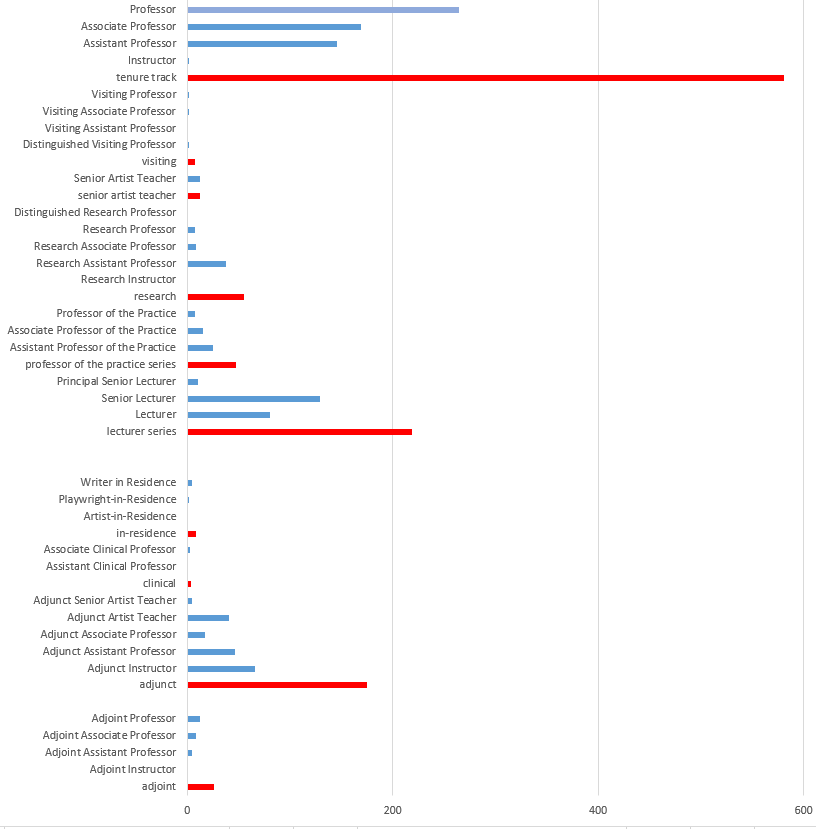 Professor
Associate Professor
Assistant Professor
Instructor
tenure track
Visiting Professor
Visiting Associate Professor
Visiting Assistant Professor
Distinguished Visiting Professor
visiting
Senior Artist Teacher
senior artist teacher
Distinguished Research Professor
Research Professor
Research Associate Professor
Research Assistant Professor
Research Instructor
research
Professor of the Practice
Associate Professor of the Practice
Assistant Professor of the Practice
professor of the practice series
Principal Senior Lecturer
Senior Lecturer
Lecturer
lecturer series
Writer in Residence
Playwright-in-Residence
Artist-in-Residence
in-residence
Associate Clinical Professor
Assistant Clinical Professor
clinical
Adjunct Senior Artist Teacher
Adjunct Artist Teacher
Adjunct Associate Professor
Adjunct Assistant Professor
Adjunct Instructor
adjunct
Adjoint Professor
Adjoint Associate Professor
Adjoint Assistant Professor
Adjoint Instructor
adjoint
0 200 400 600